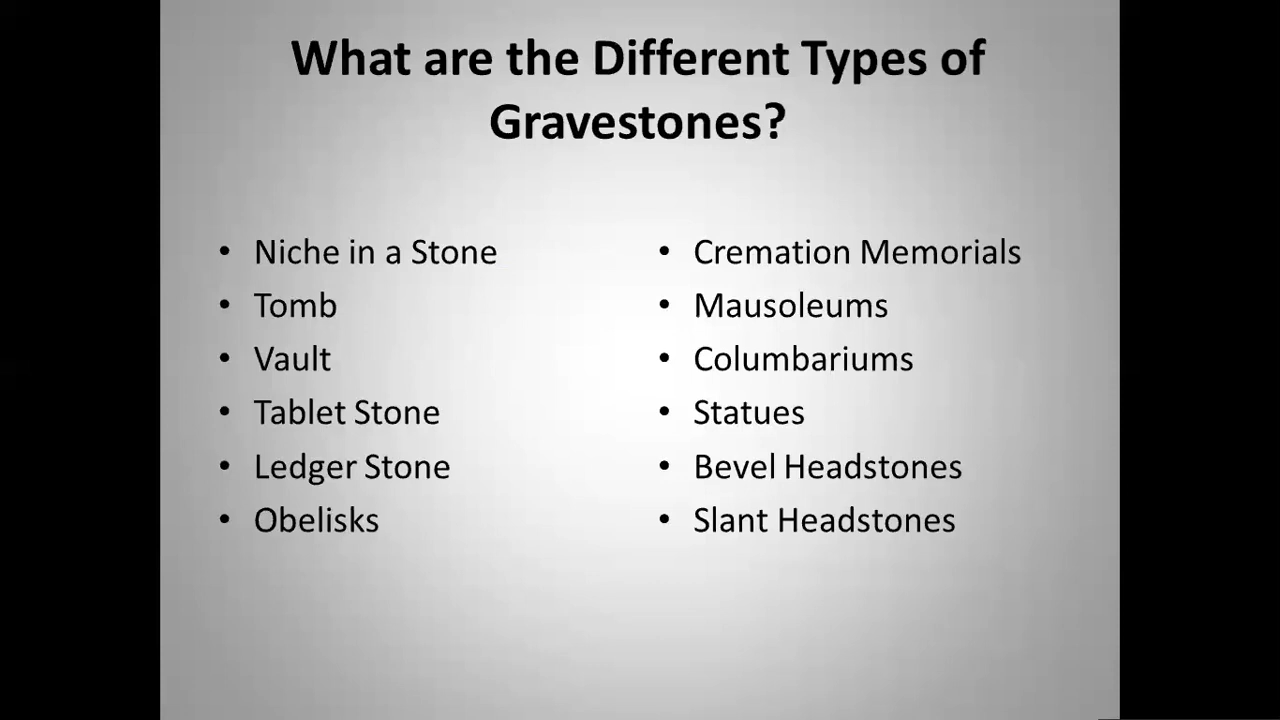 What are the Different Types of
Gravestones?
• Niche in a Stone
• Tomb
• Vault
• Tablet Stone
• Ledger Stone
• Obelisks
• Cremation Memorials
• Mausoleums
• Columbariums
• Statues
• Bevel Headstones
• Slant Headstones